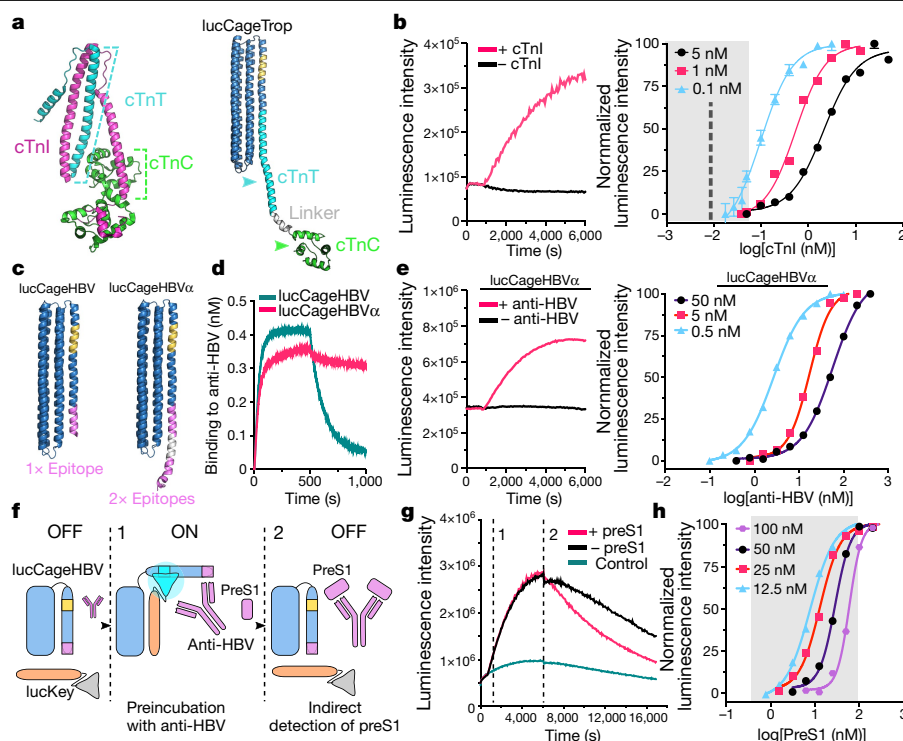 a
lucCageTrop
cTnT
cTnI
cTnC
cTnT
Linker
cTnC
b
Luminescence intensity
4 × 10⁵
3 × 10⁵
2 × 10⁵
1 × 10⁵
0
+ cTnI
− cTnI
0 2,000 4,000 6,000
Time (s)
Nornmalized
luminescence intensity
100
75
50
25
0
5 nM
1 nM
0.1 nM
−3 −2 −1 0 1 2
log[cTnI (nM)]
c
lucCageHBV
lucCageHBVα
1× Epitope
2× Epitopes
d
Binding to anti-HBV (nM)
0.5
0.4
0.3
0.2
0.1
0
lucCageHBV
lucCageHBVα
0 500 1,000
Time (s)
e
lucCageHBVα
Luminescence intensity
1 × 10⁶
8 × 10⁵
6 × 10⁵
4 × 10⁵
2 × 10⁵
0
+ anti-HBV
− anti-HBV
0 2,000 4,000 6,000
Time (s)
lucCageHBVα
Nornmalized
luminescence intensity
100
75
50
25
0
50 nM
5 nM
0.5 nM
−2 −1 0 1 2 3
log[anti-HBV (nM)]
f
OFF 1 ON 2 OFF
lucCageHBV
lucKey
PreS1
Anti-HBV
PreS1
Preincubation
with anti-HBV
Indirect
detection of preS1
g
Luminescence intensity
4 × 10⁶
3 × 10⁶
2 × 10⁶
1 × 10⁶
0
1
2
+ preS1
− preS1
Control
0 4,000 8,000 12,000 16,000
Time (s)
h
Nornmalized
luminescence intensity
100
75
50
25
0
100 nM
50 nM
25 nM
12.5 nM
−1 0 1 2 3
log[PreS1 (nM)]